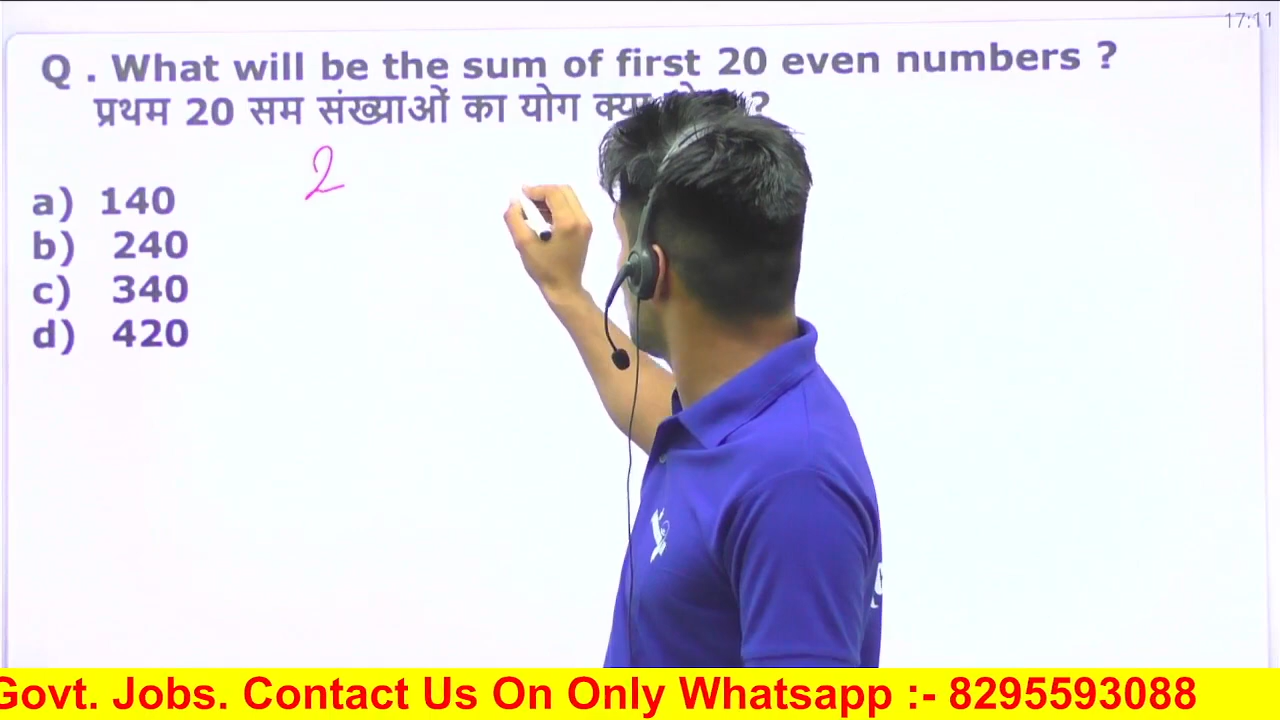 17:11
Q . What will be the sum of first 20 even numbers ?
प्रथम 20 सम संख्याओं का योग ?
2
a) 140
b) 240
c) 340
d) 420
Govt. Jobs. Contact Us On Only Whatsapp :- 8295593088